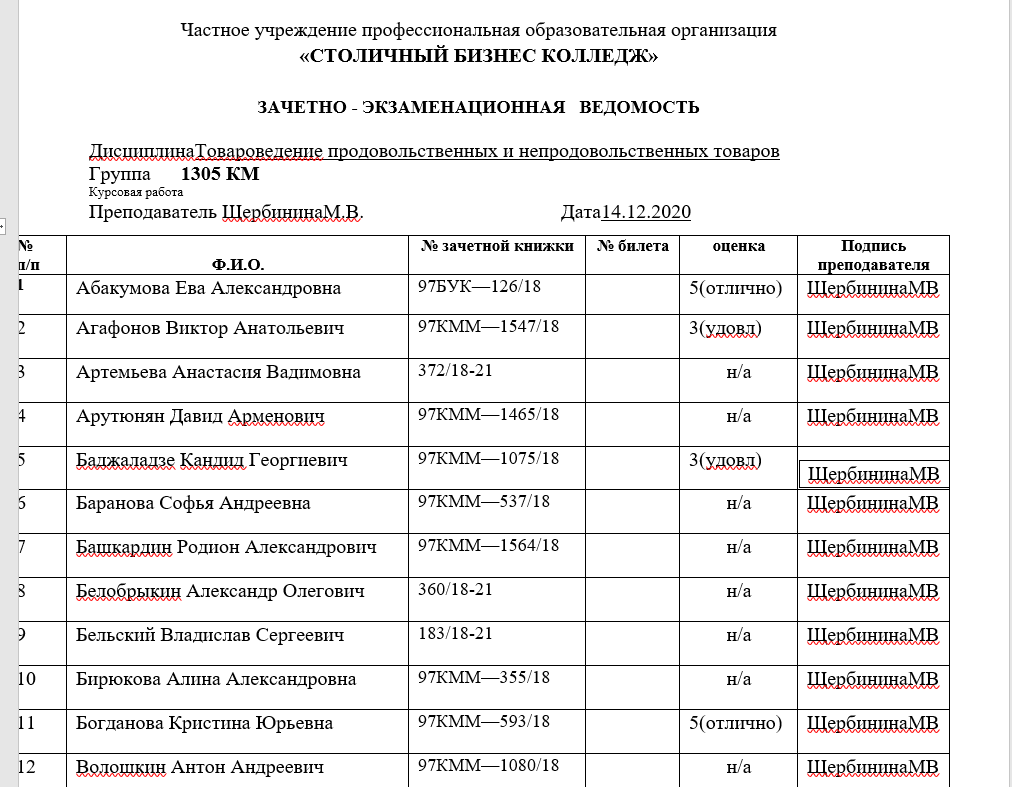 Частное учреждение профессиональная образовательная организация
«СТОЛИЧНЫЙ БИЗНЕС КОЛЛЕДЖ»
ЗАЧЕТНО - ЭКЗАМЕНАЦИОННАЯ ВЕДОМОСТЬ
ДисциплинаТовароведение продовольственных и непродовольственных товаров
Группа 1305 КМ
Курсовая работа
Преподаватель ЩербининаМ.В. Дата14.12.2020
№ п/п Ф.И.О. № зачетной книжки № билета оценка Подпись преподавателя
1 Абакумова Ева Александровна 97БУК—126/18 5(отлично) ЩербининаМВ
2 Агафонов Виктор Анатольевич 97КММ—1547/18 3(удовл) ЩербининаМВ
3 Артемьева Анастасия Вадимовна 372/18-21 н/а ЩербининаМВ
4 Арутюнян Давид Арменович 97КММ—1465/18 н/а ЩербининаМВ
5 Баджаладзе Кандид Георгиевич 97КММ—1075/18 3(удовл) ЩербининаМВ
6 Баранова Софья Андреевна 97КММ—537/18 н/а ЩербининаМВ
7 Башкардин Родион Александрович 97КММ—1564/18 н/а ЩербининаМВ
8 Белобрыкин Александр Олегович 360/18-21 н/а ЩербининаМВ
9 Бельский Владислав Сергеевич 183/18-21 н/а ЩербининаМВ
10 Бирюкова Алина Александровна 97КММ—355/18 н/а ЩербининаМВ
11 Богданова Кристина Юрьевна 97КММ—593/18 5(отлично) ЩербининаМВ
12 Волошкин Антон Андреевич 97КММ—1080/18 н/а ЩербининаМВ